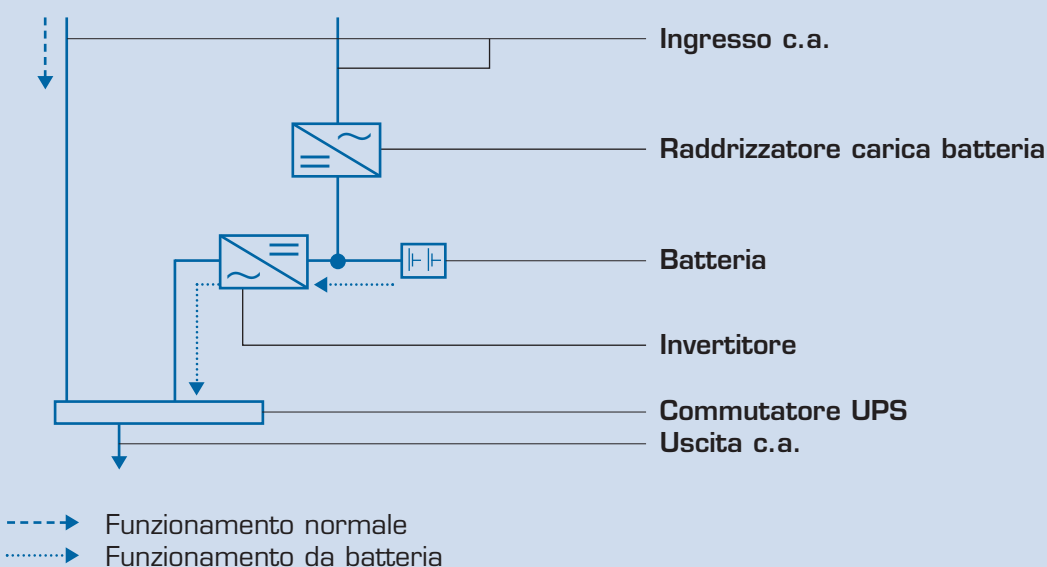 Ingresso c.a.
Raddrizzatore carica batteria
Batteria
Invertitore
Commutatore UPS
Uscita c.a.
Funzionamento normale
Funzionamento da batteria